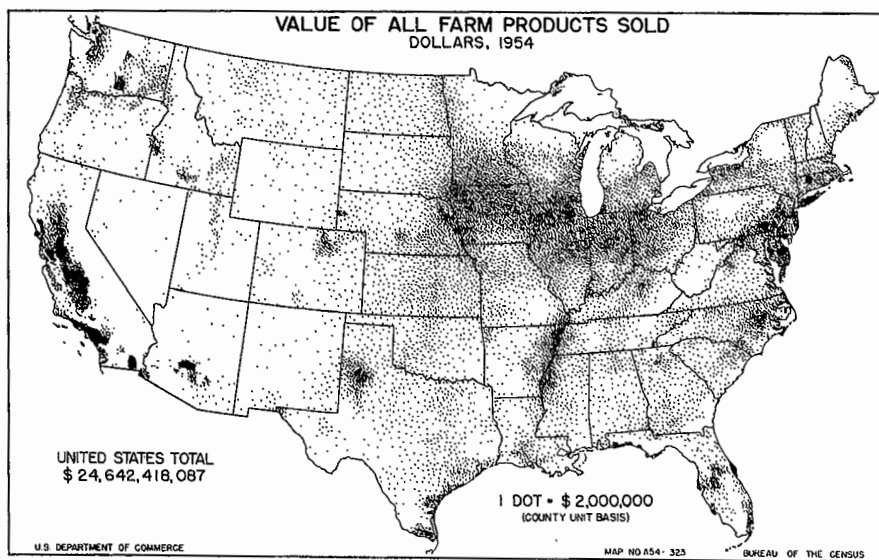 VALUE OF ALL FARM PRODUCTS SOLD
DOLLARS, 1954
UNITED STATES TOTAL
$ 24,642,418,087
1 DOT = $ 2,000,000
(COUNTY UNIT BASIS)
U.S. DEPARTMENT OF COMMERCE
MAP NO A54-323
BUREAU OF THE CENSUS